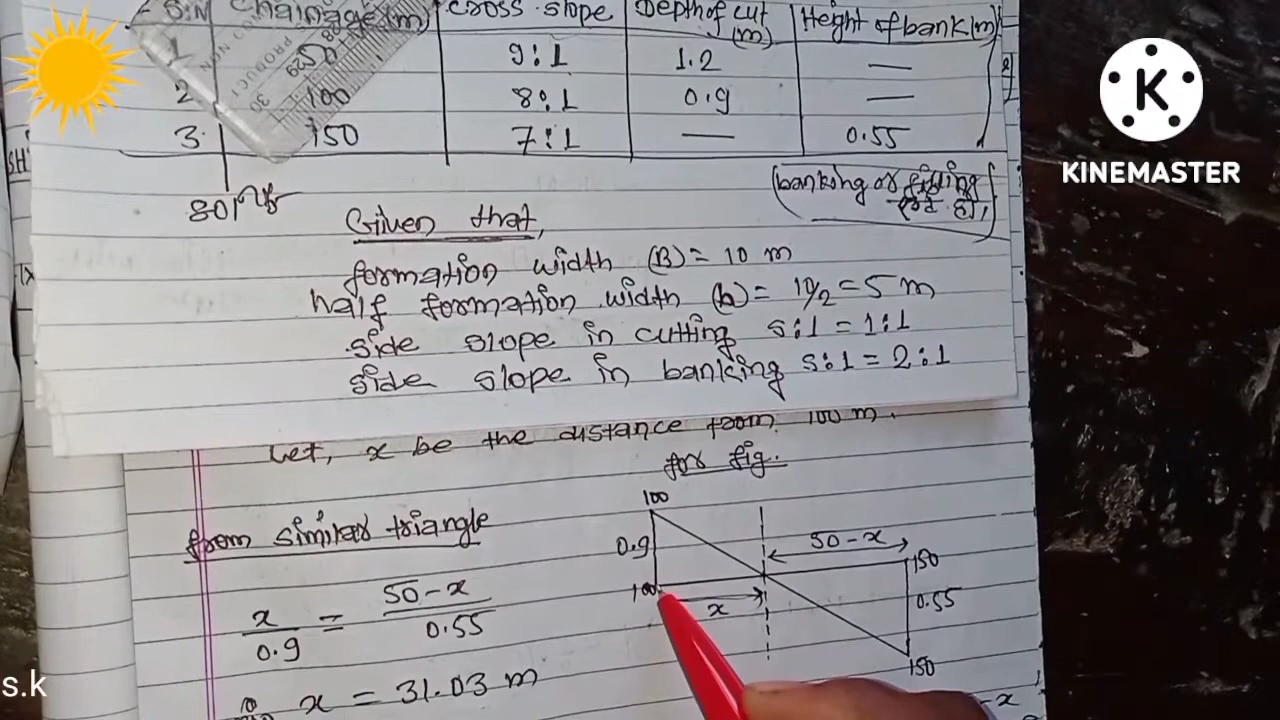 S.N Chainage (m) Cross slope Depth of cut (m) Height of bank (m)
1 50 9:1 1.2 —
2 100 8:1 0.9 —
3. 150 7:1 — 0.55
(banking or filling
Given that,
formation width (B) = 10 m
half formation width (b) = 10/2 = 5 m
side slope in cutting s:1 = 1:1
side slope in banking s:1 = 2:1
Let, x be the distance from 100 m.
for fig.
from similar triangle
x/0.9 = 50-x/0.55
x = 31.03 m
100
0.9
100
x
50-x
150
0.55
150
-x
K
KINEMASTER
s.k